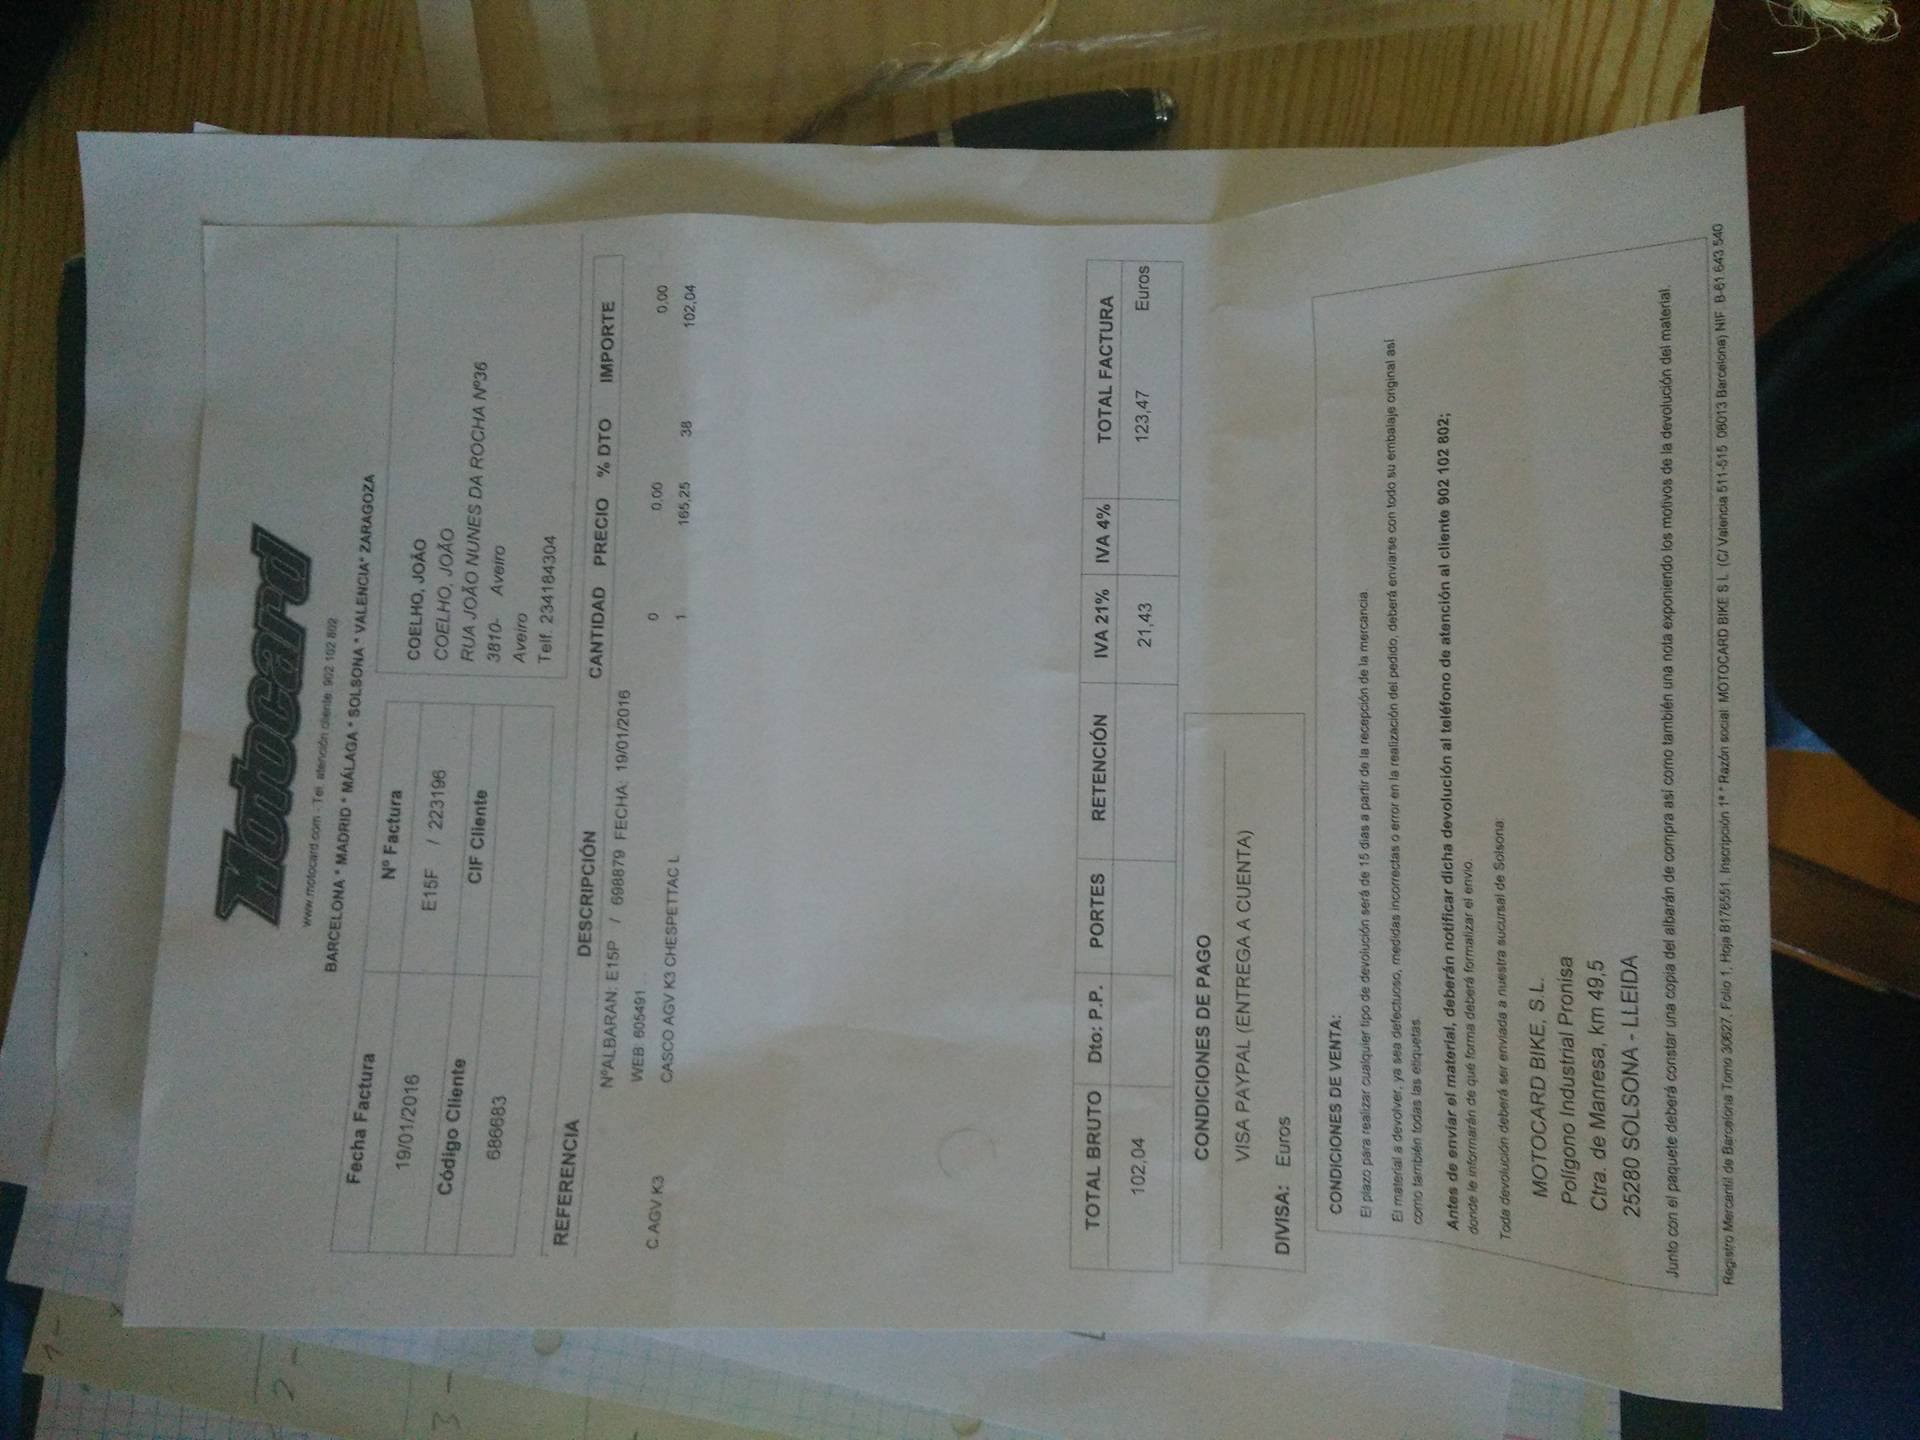 Motocard
www.motocard.com - Tel. atención cliente: 902 102 802
BARCELONA * MADRID * MÁLAGA * SOLSONA * VALENCIA * ZARAGOZA
Fecha Factura Nº Factura
19/01/2016 E15F / 223196
Código Cliente CIF Cliente
686683
COELHO, JOÃO
COELHO, JOÃO
RUA JOÃO NUNES DA ROCHA Nº36
3810- Aveiro
Aveiro
Telf. 234184304
REFERENCIA DESCRIPCIÓN CANTIDAD PRECIO % DTO IMPORTE
NºALBARAN: E15P / 698879 FECHA: 19/01/2016
WEB: 605491 0 0,00 0,00
C.AGV K3 CASCO AGV K3 CHESPETTAC L 1 165,25 38 102,04
TOTAL BRUTO Dto: P.P. PORTES RETENCIÓN IVA 21% IVA 4% TOTAL FACTURA
102,04 21,43 123,47 Euros
CONDICIONES DE PAGO
VISA PAYPAL (ENTREGA A CUENTA)
DIVISA: Euros
CONDICIONES DE VENTA:
El plazo para realizar cualquier tipo de devolución será de 15 dias a partir de la recepción de la mercancia.
El material a devolver, ya sea defectuoso, medidas incorrectas o error en la realización del pedido, deberá enviarse con todo su embalaje original así
como también todas las etiquetas.
Antes de enviar el material, deberán notificar dicha devolución al teléfono de atención al cliente 902 102 802;
donde le informarán de qué forma deberá formalizar el envío.
Toda devolución deberá ser enviada a nuestra sucursal de Solsona:
MOTOCARD BIKE, S.L.
Polígono Industrial Pronisa
Ctra. de Manresa, km 49,5
25280 SOLSONA - LLEIDA
Junto con el paquete deberá constar una copia del albarán de compra así como también una nota exponiendo los motivos de la devolución del material.
Registro Mercantil de Barcelona Tomo 30627, Folio 1, Hoja B176551, Inscripción 1ª * Razón social: MOTOCARD BIKE S.L. (C/ Valencia 511-515 08013 Barcelona) NIF: B-61.643.540
1 -
2 -
3 -